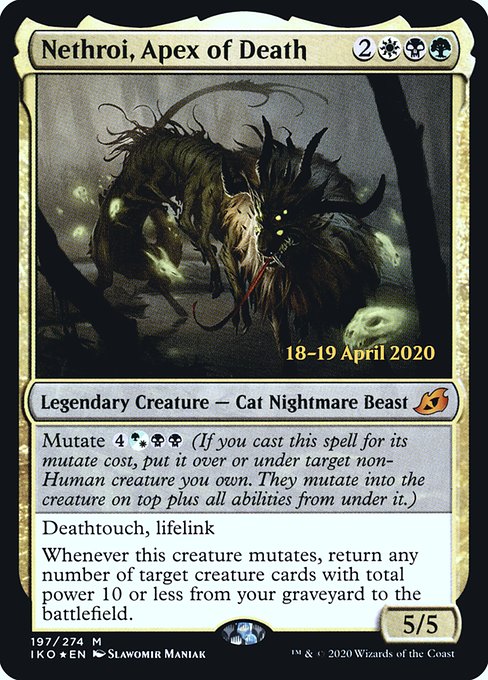 Nethroi, Apex of Death 2
18-19 April 2020
Legendary Creature — Cat Nightmare Beast
Mutate 4 (If you cast this spell for its
mutate cost, put it over or under target non-
Human creature you own. They mutate into the
creature on top plus all abilities from under it.)
Deathtouch, lifelink
Whenever this creature mutates, return any
number of target creature cards with total
power 10 or less from your graveyard to the
battlefield.
5/5
197/274 M
IKO ★ EN Slawomir Maniak
™ & © 2020 Wizards of the Coast